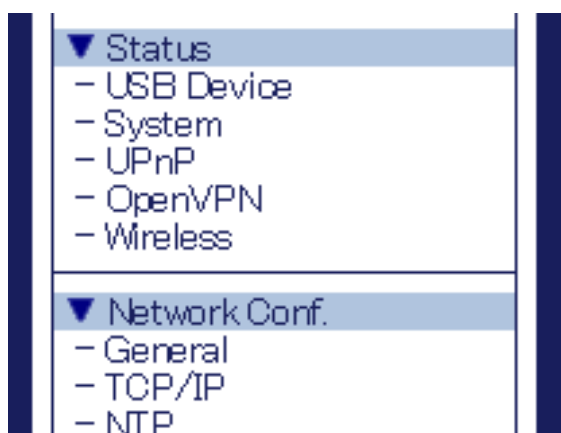 ▼ Status
– USB Device
– System
– UPnP
– OpenVPN
– Wireless
▼ Network Conf.
– General
– TCP/IP
– NTP